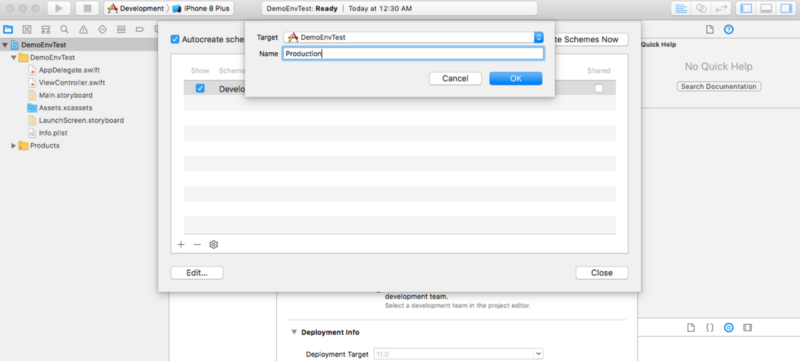 Development
iPhone 8 Plus
DemoEnvTest: Ready | Today at 12:30 AM
Target
DemoEnvTest
Name
Production
Cancel
OK
Autocreate sche
te Schemes Now
Show
Scheme
Shared
Develo
Edit...
Close
DemoEnvTest
DemoEnvTest
AppDelegate.swift
ViewController.swift
Main.storyboard
Assets.xcassets
LaunchScreen.storyboard
Info.plist
Products
Quick Help
No Quick Help
Search Documentation
development team.
Select a development team in the project editor.
Deployment Info
Deployment Target
11.0